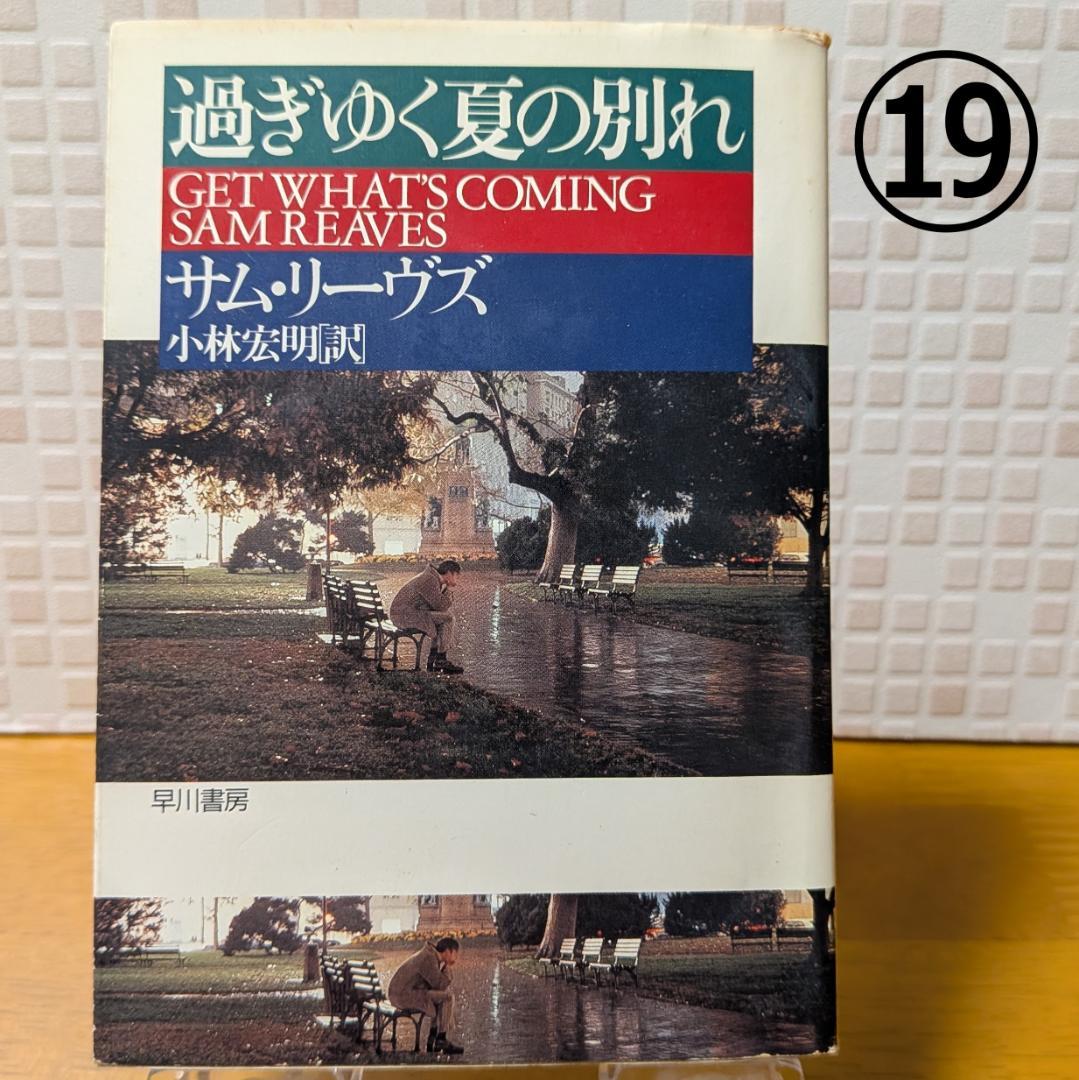 過ぎゆく夏の別れ
GET WHAT'S COMING
SAM REAVES
サム・リーヴズ
小林宏明[訳]
早川書房
⑲